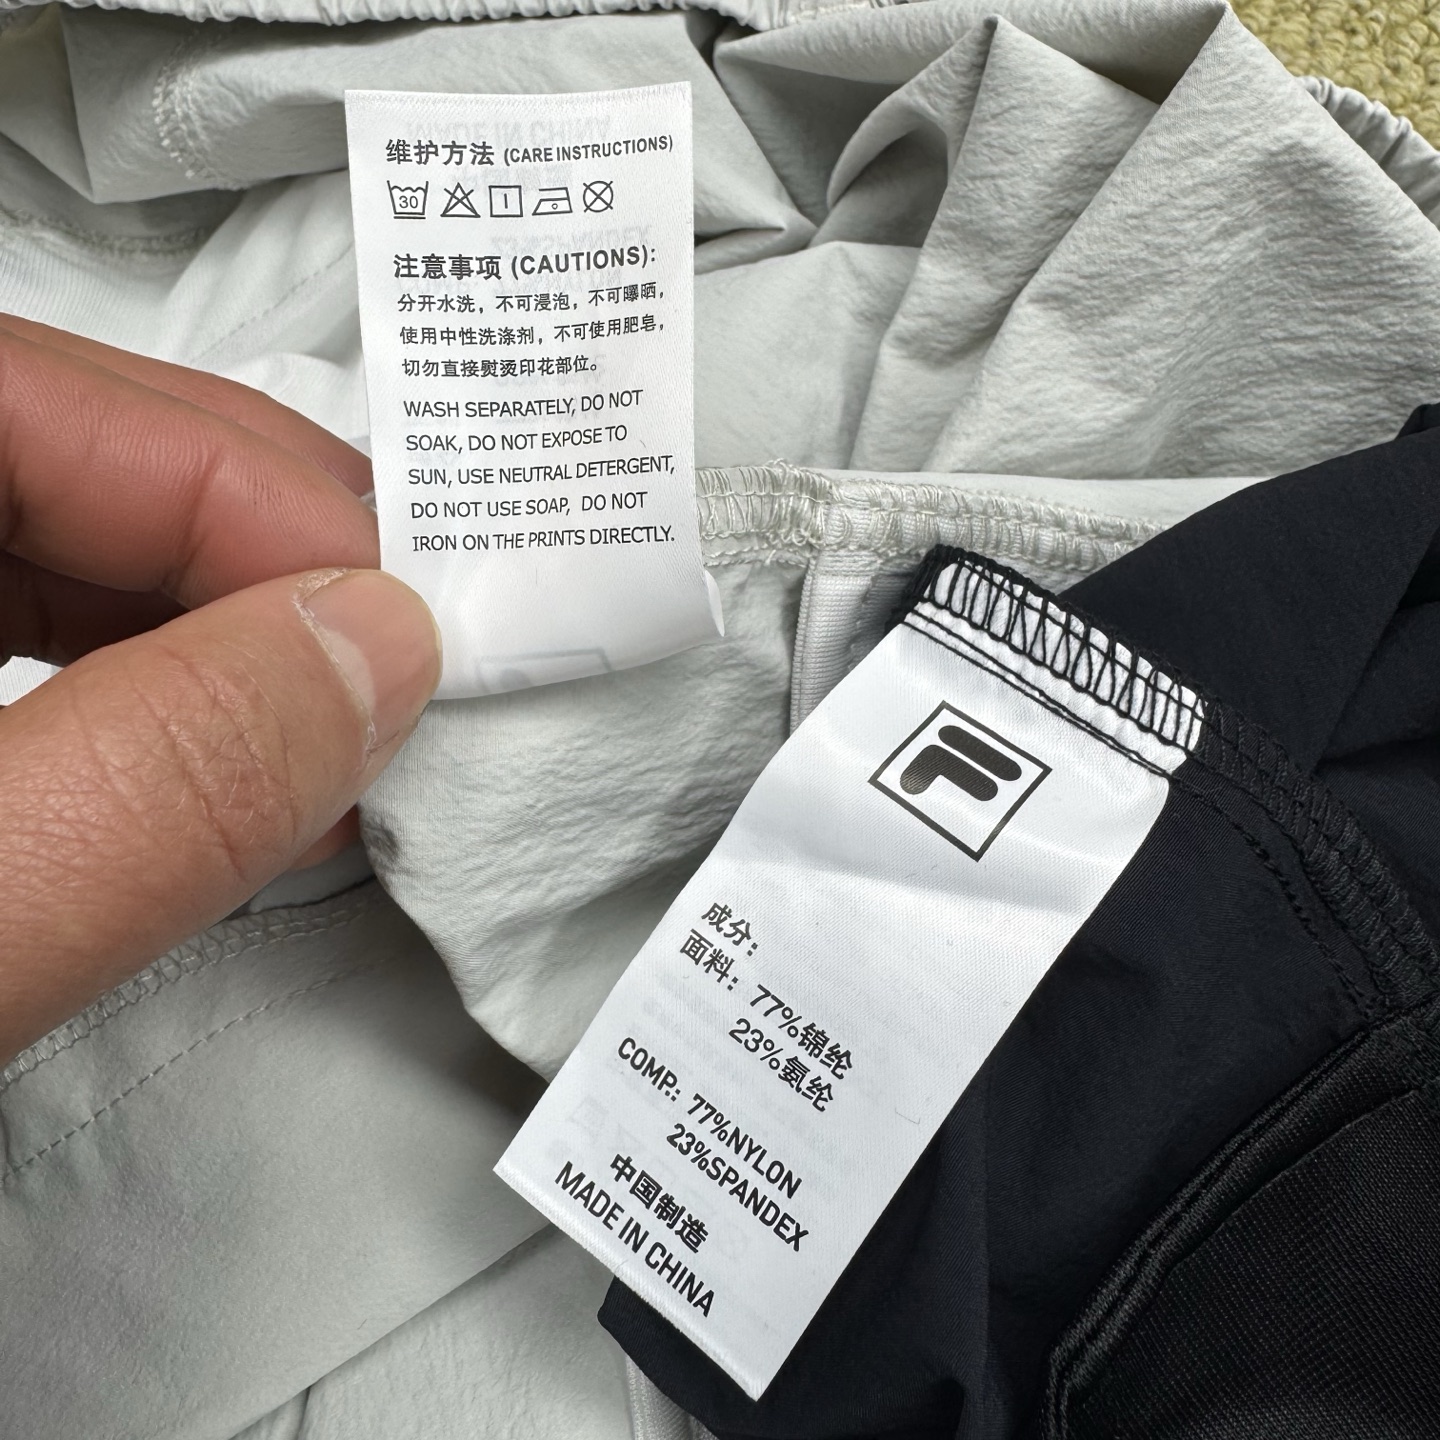 维护方法 (CARE INSTRUCTIONS)
30
注意事项 (CAUTIONS):
分开水洗，不可浸泡，不可曝晒，
使用中性洗涤剂，不可使用肥皂，
切勿直接熨烫印花部位。
WASH SEPARATELY, DO NOT
SOAK, DO NOT EXPOSE TO
SUN, USE NEUTRAL DETERGENT,
DO NOT USE SOAP, DO NOT
IRON ON THE PRINTS DIRECTLY.
F
成分：
面料：77%锦纶
23%氨纶
COMP.: 77%NYLON
23%SPANDEX
中国制造
MADE IN CHINA